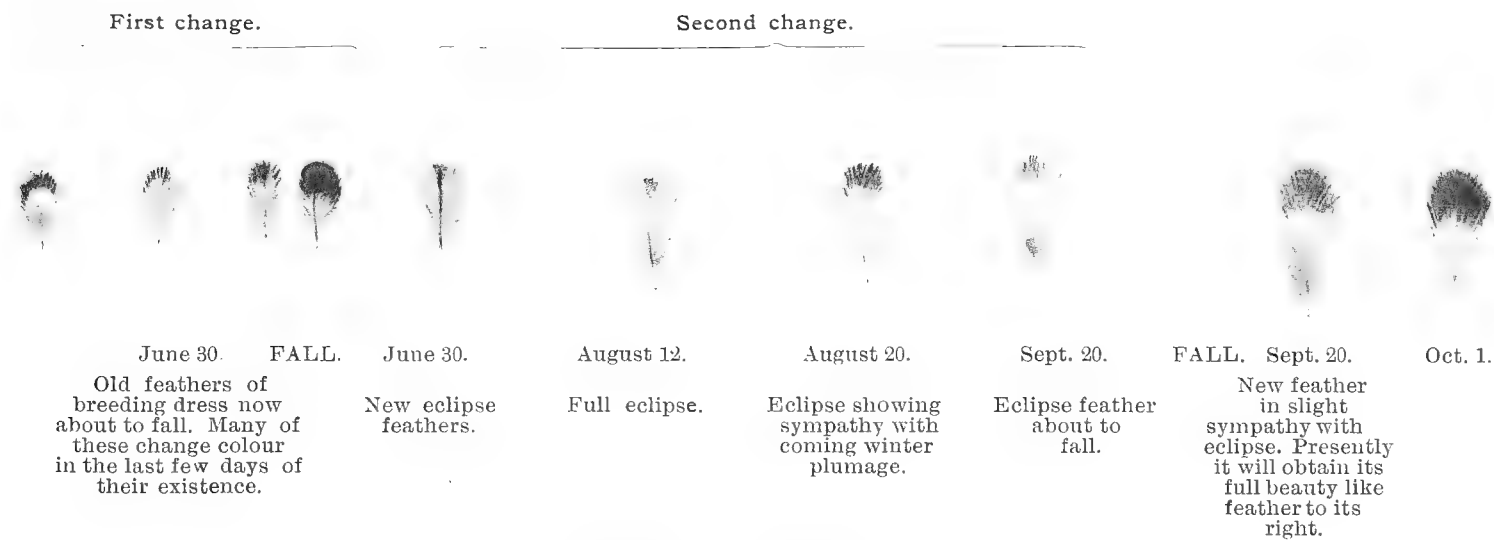 First change.
Second change.
June 30.
FALL.
June 30.
August 12.
August 20.
Sept. 20.
FALL.
Sept. 20.
Oct. 1.
Old feathers of
breeding dress now
about to fall. Many of
these change colour
in the last few days of
their existence.
New eclipse
feathers.
Full eclipse.
Eclipse showing
sympathy with
coming winter
plumage.
Eclipse feather
about to
fall.
New feather
in slight
sympathy with
eclipse. Presently
it will obtain its
full beauty like
feather to its
right.